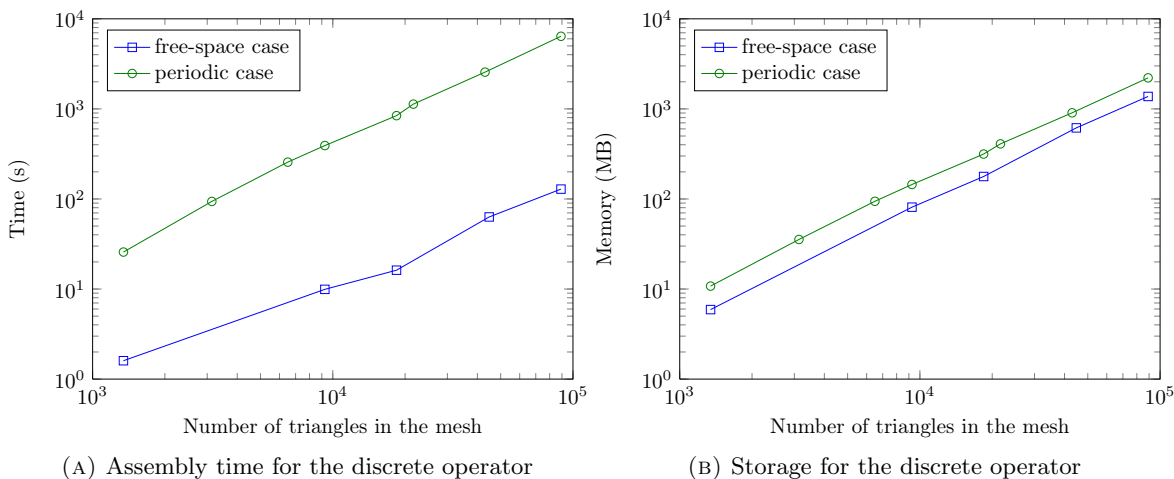 10^4
10^3
10^2
10^1
10^0
Time (s)
free-space case
periodic case
10^3
10^4
10^5
Number of triangles in the mesh
(A) Assembly time for the discrete operator
10^4
10^3
10^2
10^1
10^0
Memory (MB)
free-space case
periodic case
10^3
10^4
10^5
Number of triangles in the mesh
(B) Storage for the discrete operator